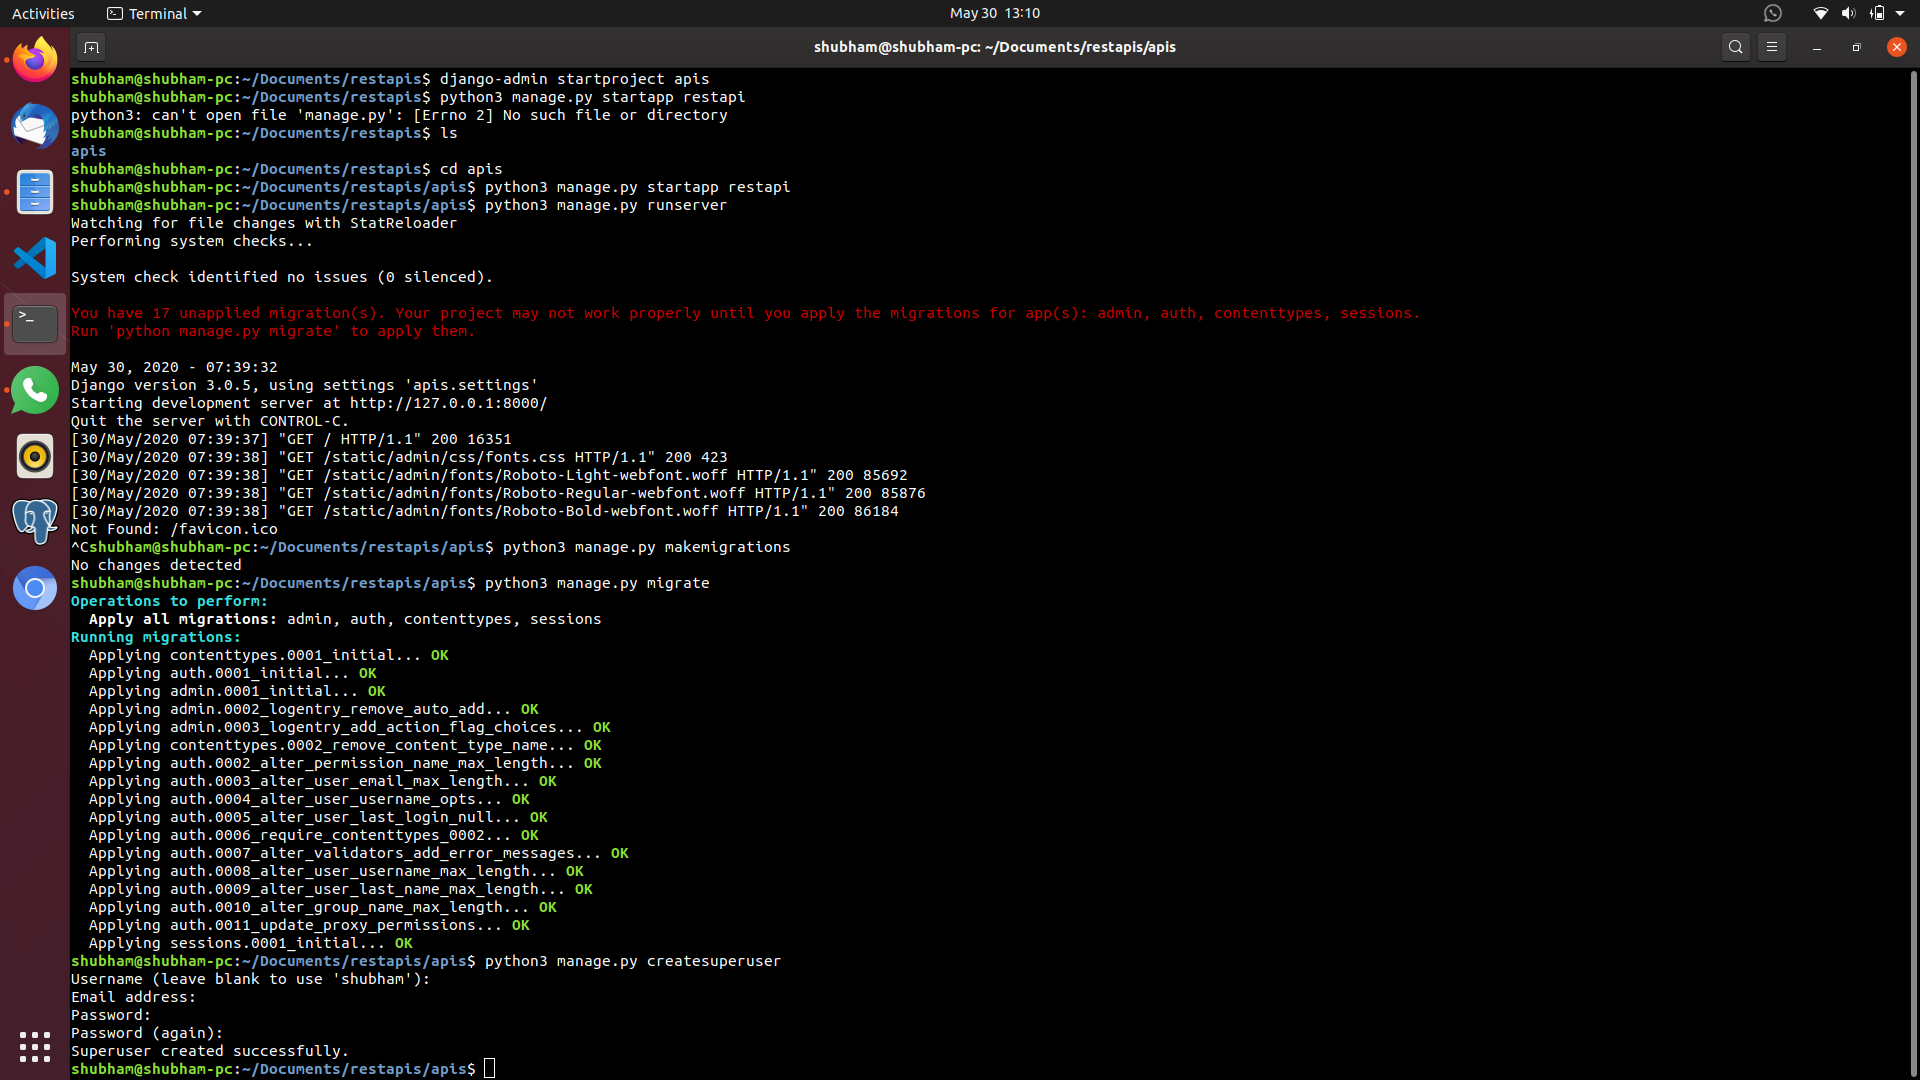 Activities
Terminal
May 30 13:10
shubham@shubham-pc: ~/Documents/restapis/apis
shubham@shubham-pc:~/Documents/restapis$ django-admin startproject apis
shubham@shubham-pc:~/Documents/restapis$ python3 manage.py startapp restapi
python3: can't open file 'manage.py': [Errno 2] No such file or directory
shubham@shubham-pc:~/Documents/restapis$ ls
apis
shubham@shubham-pc:~/Documents/restapis$ cd apis
shubham@shubham-pc:~/Documents/restapis/apis$ python3 manage.py startapp restapi
shubham@shubham-pc:~/Documents/restapis/apis$ python3 manage.py runserver
Watching for file changes with StatReloader
Performing system checks...
System check identified no issues (0 silenced).
You have 17 unapplied migration(s). Your project may not work properly until you apply the migrations for app(s): admin, auth, contenttypes, sessions.
Run 'python manage.py migrate' to apply them.
May 30, 2020 - 07:39:32
Django version 3.0.5, using settings 'apis.settings'
Starting development server at http://127.0.0.1:8000/
Quit the server with CONTROL-C.
[30/May/2020 07:39:37] "GET / HTTP/1.1" 200 16351
[30/May/2020 07:39:38] "GET /static/admin/css/fonts.css HTTP/1.1" 200 423
[30/May/2020 07:39:38] "GET /static/admin/fonts/Roboto-Light-webfont.woff HTTP/1.1" 200 85692
[30/May/2020 07:39:38] "GET /static/admin/fonts/Roboto-Regular-webfont.woff HTTP/1.1" 200 85876
[30/May/2020 07:39:38] "GET /static/admin/fonts/Roboto-Bold-webfont.woff HTTP/1.1" 200 86184
Not Found: /favicon.ico
^Cshubham@shubham-pc:~/Documents/restapis/apis$ python3 manage.py makemigrations
No changes detected
shubham@shubham-pc:~/Documents/restapis/apis$ python3 manage.py migrate
Operations to perform:
  Apply all migrations: admin, auth, contenttypes, sessions
Running migrations:
  Applying contenttypes.0001_initial... OK
  Applying auth.0001_initial... OK
  Applying admin.0001_initial... OK
  Applying admin.0002_logentry_remove_auto_add... OK
  Applying admin.0003_logentry_add_action_flag_choices... OK
  Applying contenttypes.0002_remove_content_type_name... OK
  Applying auth.0002_alter_permission_name_max_length... OK
  Applying auth.0003_alter_user_email_max_length... OK
  Applying auth.0004_alter_user_username_opts... OK
  Applying auth.0005_alter_user_last_login_null... OK
  Applying auth.0006_require_contenttypes_0002... OK
  Applying auth.0007_alter_validators_add_error_messages... OK
  Applying auth.0008_alter_user_username_max_length... OK
  Applying auth.0009_alter_user_last_name_max_length... OK
  Applying auth.0010_alter_group_name_max_length... OK
  Applying auth.0011_update_proxy_permissions... OK
  Applying sessions.0001_initial... OK
shubham@shubham-pc:~/Documents/restapis/apis$ python3 manage.py createsuperuser
Username (leave blank to use 'shubham'):
Email address:
Password:
Password (again):
Superuser created successfully.
shubham@shubham-pc:~/Documents/restapis/apis$